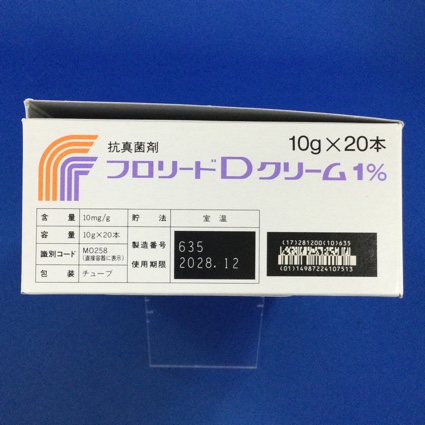 抗真菌剤
10g×20本
フロリードDクリーム1%
含量 10mg/g 貯法 室温
容量 10g×20本
製造番号 635
識別コード MO258
(直接容器に表示)
使用期限 2028.12
包装 チューブ
(17)281200(10)635
(01)14987224107513